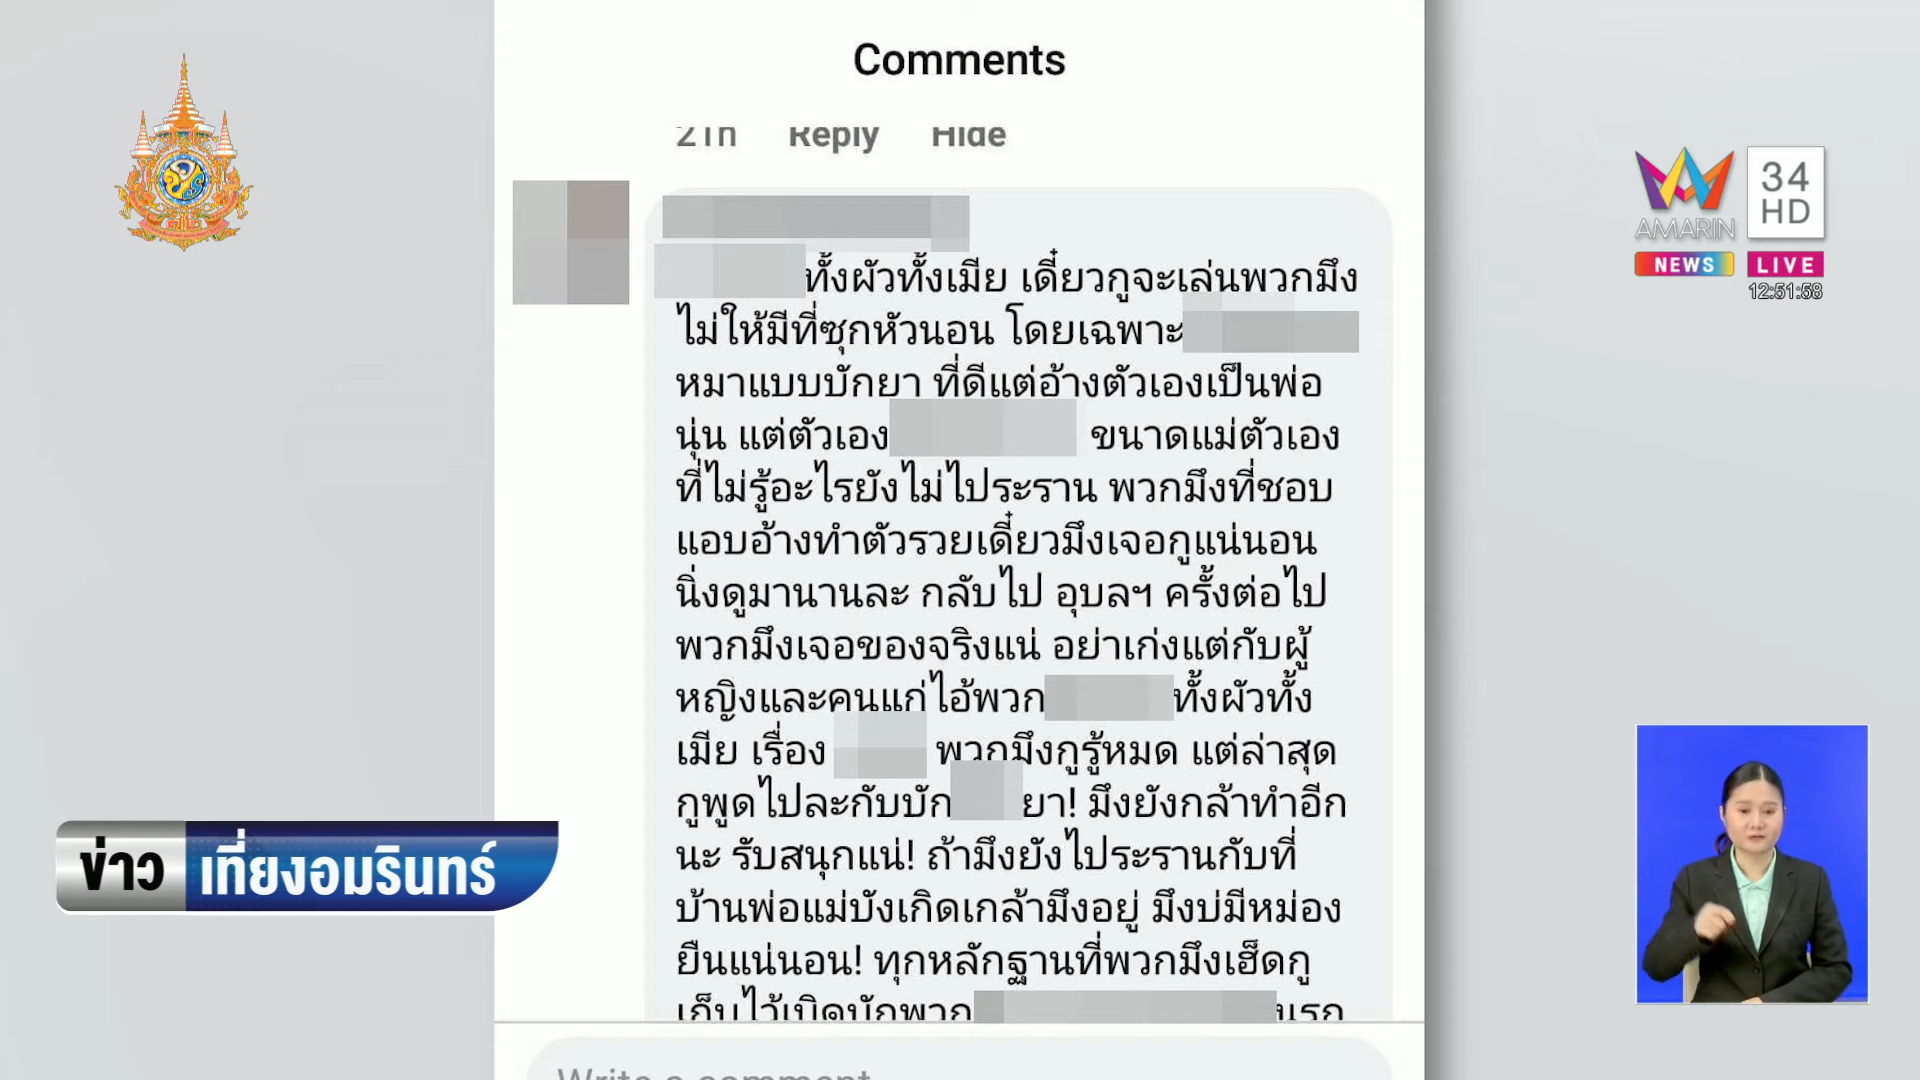 Comments
21h Reply Hide
ทั้งผัวทั้งเมีย เดี๋ยวกูจะเล่นพวกมึง
ไม่ให้มีที่ซุกหัวนอน โดยเฉพาะ
หมาแบบบักยา ที่ดีแต่อ้างตัวเองเป็นพ่อ
นุ่น แต่ตัวเอง ขนาดแม่ตัวเอง
ที่ไม่รู้อะไรยังไม่ไประราน พวกมึงที่ชอบ
แอบอ้างทำตัวรวยเดี๋ยวมึงเจอกูแน่นอน
นิ่งดูมานานละ กลับไป อุบลฯ ครั้งต่อไป
พวกมึงเจอของจริงแน่ อย่าเก่งแต่กับผู้
หญิงและคนแก่ไอ้พวก ทั้งผัวทั้ง
เมีย เรื่อง พวกมึงกูรู้หมด แต่ล่าสุด
กูพูดไปละกับบัก ยา! มึงยังกล้าทำอีก
นะ รับสนุกแน่! ถ้ามึงยังไประรานกับที่
บ้านพ่อแม่บังเกิดเกล้ามึงอยู่ มึงบ่มีหม่อง
ยืนแน่นอน! ทุกหลักฐานที่พวกมึงเฮ็ดกู
เก็บไว้เบิดบักพวก
Write a comment
ข่าว เที่ยงอมรินทร์
AMARIN
34
HD
NEWS
LIVE
12:51:58